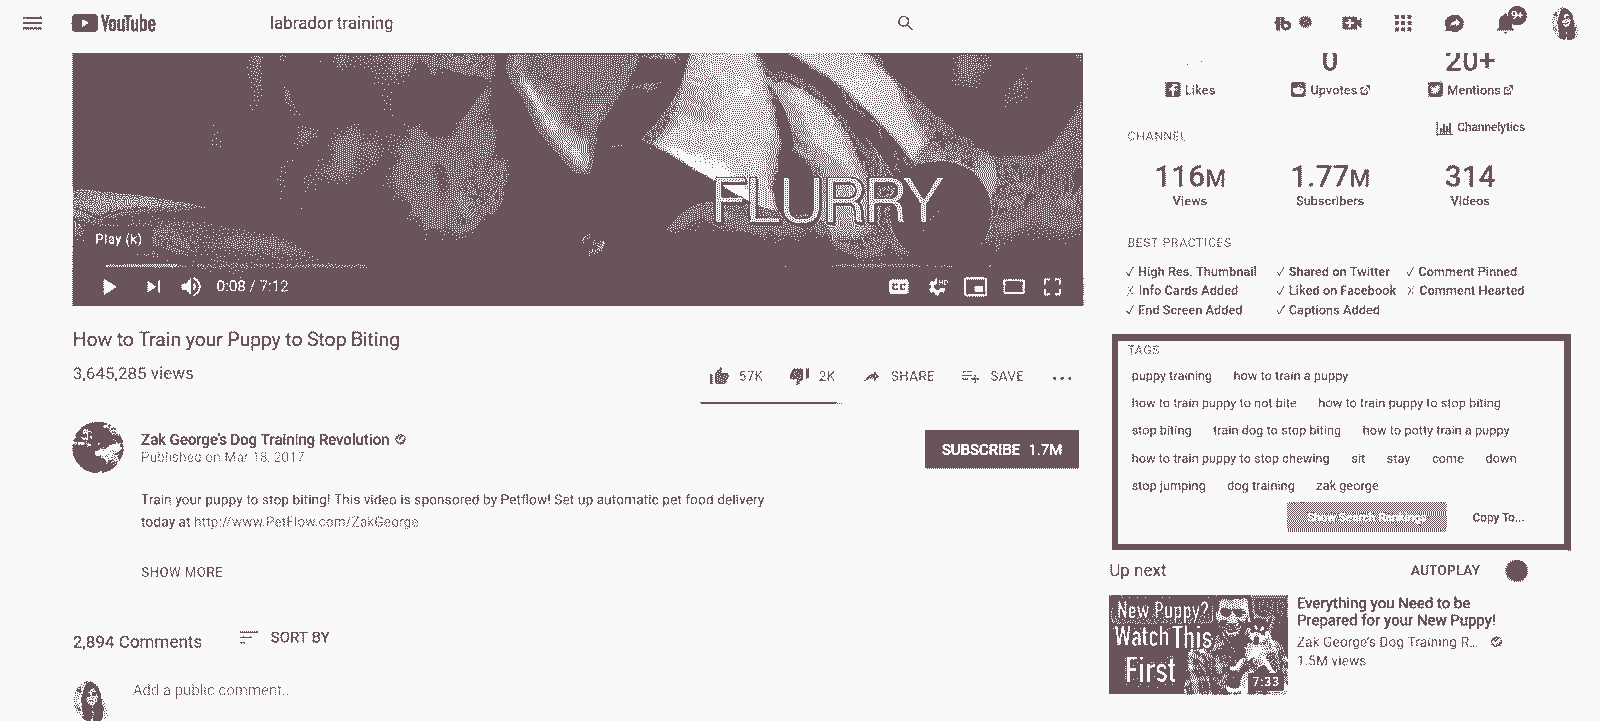 YouTube
labrador training
tb
9+
FLURRY
Play (k)
0:08 / 7:12
CC
HD
How to Train your Puppy to Stop Biting
3,645,285 views
57K 2K SHARE SAVE
Zak George's Dog Training Revolution
Published on Mar 18, 2017
SUBSCRIBE 1.7M
Train your puppy to stop biting! This video is sponsored by Petflow! Set up automatic pet food delivery
today at http://www.PetFlow.com/ZakGeorge
SHOW MORE
2,894 Comments SORT BY
Add a public comment...
0 20+
Likes Upvotes Mentions
Channelytics
CHANNEL
116M 1.77M 314
Views Subscribers Videos
BEST PRACTICES
✓ High Res. Thumbnail ✓ Shared on Twitter ✓ Comment Pinned
✗ Info Cards Added ✓ Liked on Facebook ✗ Comment Hearted
✓ End Screen Added ✓ Captions Added
TAGS
puppy training how to train a puppy
how to train puppy to not bite how to train puppy to stop biting
stop biting train dog to stop biting how to potty train a puppy
how to train puppy to stop chewing sit stay come down
stop jumping dog training zak george
Show Search Rankings Copy To...
Up next AUTOPLAY
New Puppy?
Watch This
First
7:33
Everything you Need to be
Prepared for your New Puppy!
Zak George's Dog Training R...
1.5M views